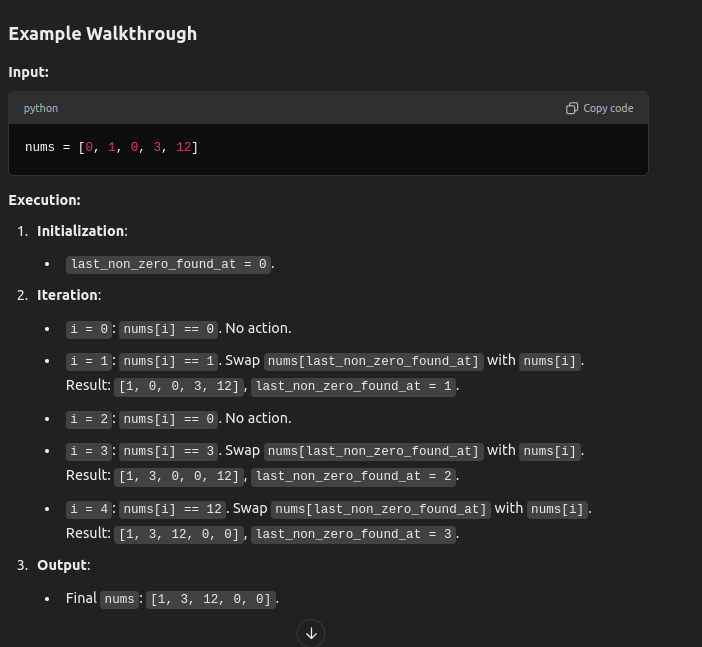 Example Walkthrough
Input:
python
Copy code
nums = [0, 1, 0, 3, 12]
Execution:
1. Initialization:
• last_non_zero_found_at = 0.
2. Iteration:
• i = 0: nums[i] == 0. No action.
• i = 1: nums[i] == 1. Swap nums[last_non_zero_found_at] with nums[i].
Result: [1, 0, 0, 3, 12], last_non_zero_found_at = 1.
• i = 2: nums[i] == 0. No action.
• i = 3: nums[i] == 3. Swap nums[last_non_zero_found_at] with nums[i].
Result: [1, 3, 0, 0, 12], last_non_zero_found_at = 2.
• i = 4: nums[i] == 12. Swap nums[last_non_zero_found_at] with nums[i].
Result: [1, 3, 12, 0, 0], last_non_zero_found_at = 3.
3. Output:
• Final nums: [1, 3, 12, 0, 0].